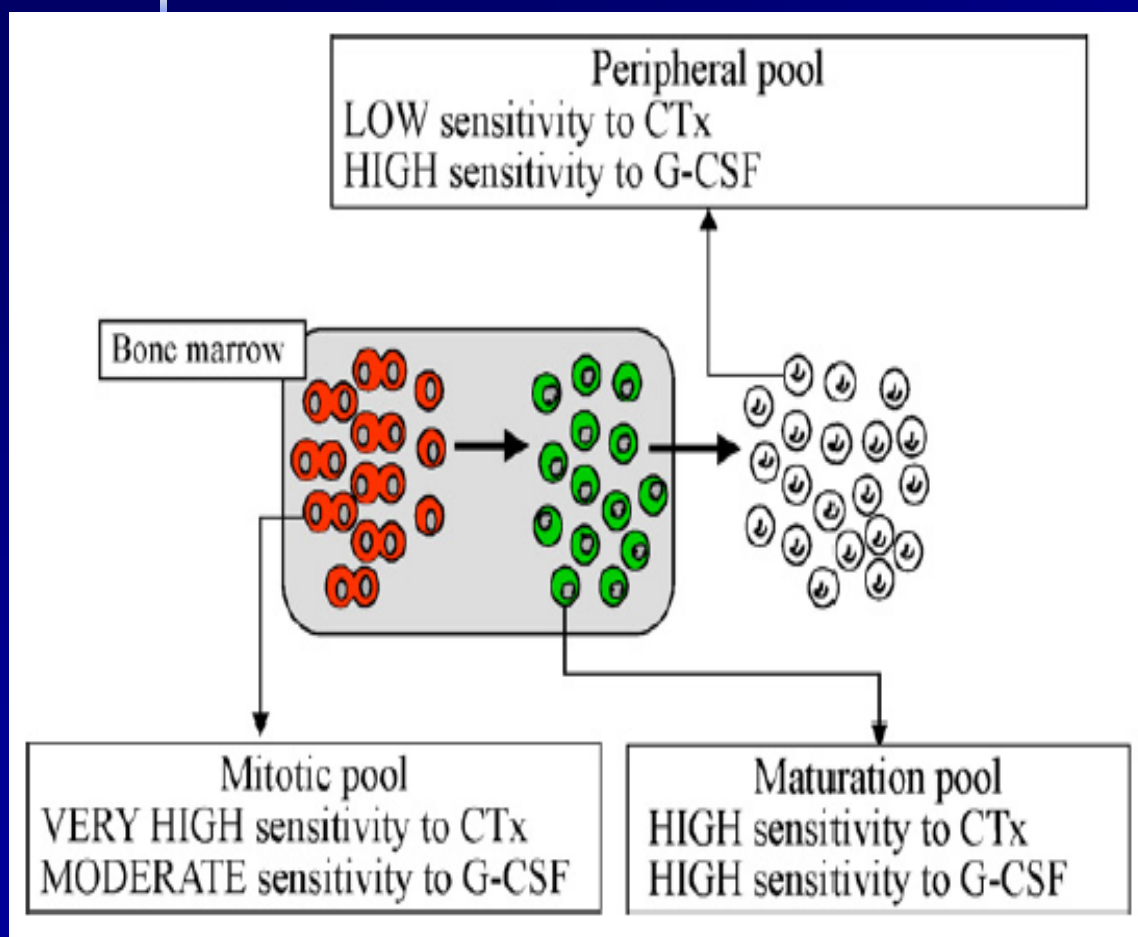 Peripheral pool
LOW sensitivity to CTx
HIGH sensitivity to G-CSF
Bone marrow
Mitotic pool
VERY HIGH sensitivity to CTx
MODERATE sensitivity to G-CSF
Maturation pool
HIGH sensitivity to CTx
HIGH sensitivity to G-CSF